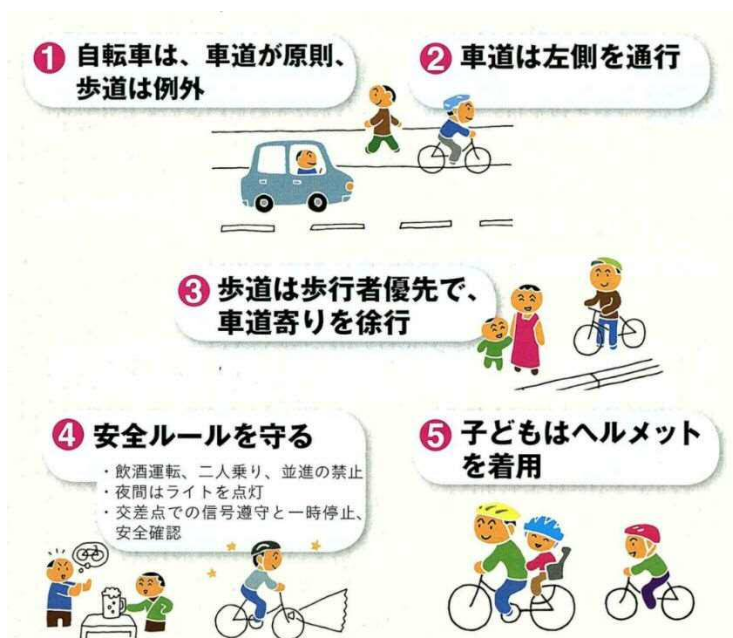 ❶ 自転車は、車道が原則、
歩道は例外
❷ 車道は左側を通行
❸ 歩道は歩行者優先で、
車道寄りを徐行
❹ 安全ルールを守る
・飲酒運転、二人乗り、並進の禁止
・夜間はライトを点灯
・交差点での信号遵守と一時停止、
安全確認
❺ 子どもはヘルメット
を着用